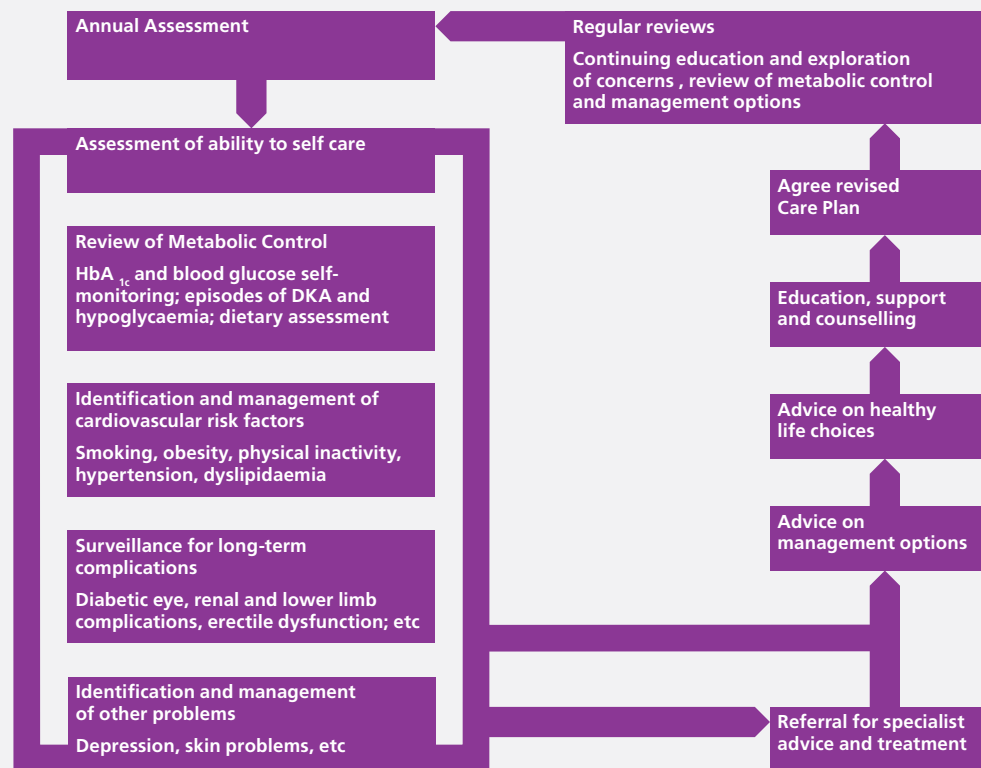 Annual Assessment
Regular reviews
Continuing education and exploration
of concerns , review of metabolic control
and management options
Assessment of ability to self care
Review of Metabolic Control
HbA 1c and blood glucose self-
monitoring; episodes of DKA and
hypoglycaemia; dietary assessment
Identification and management of
cardiovascular risk factors
Smoking, obesity, physical inactivity,
hypertension, dyslipidaemia
Surveillance for long-term
complications
Diabetic eye, renal and lower limb
complications, erectile dysfunction; etc
Identification and management
of other problems
Depression, skin problems, etc
Referral for specialist
advice and treatment
Advice on
management options
Advice on healthy
life choices
Education, support
and counselling
Agree revised
Care Plan